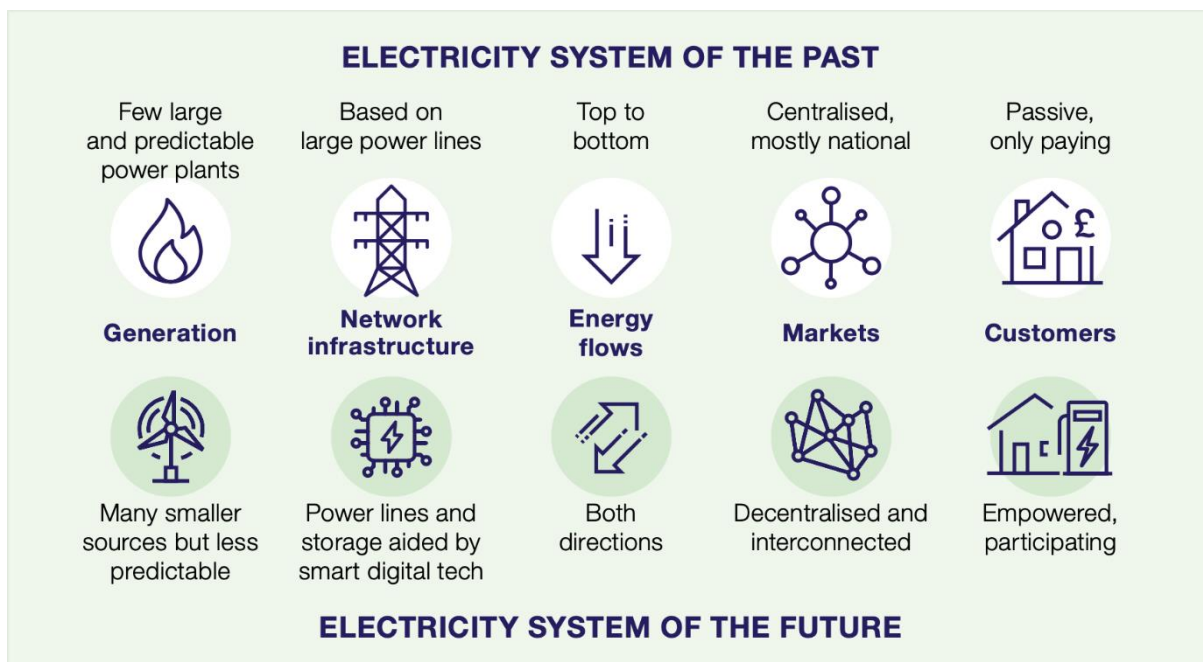 ELECTRICITY SYSTEM OF THE PAST
Few large
and predictable
power plants
Based on
large power lines
Top to
bottom
Centralised,
mostly national
Passive,
only paying
£
Generation
Network
infrastructure
Energy
flows
Markets
Customers
Many smaller
sources but less
predictable
Power lines and
storage aided by
smart digital tech
Both
directions
Decentralised and
interconnected
Empowered,
participating
ELECTRICITY SYSTEM OF THE FUTURE